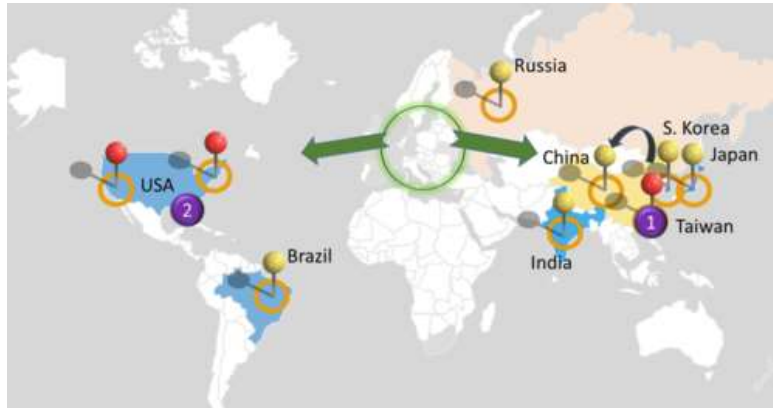 Russia
S. Korea
China
Japan
USA
2
1
Taiwan
India
Brazil